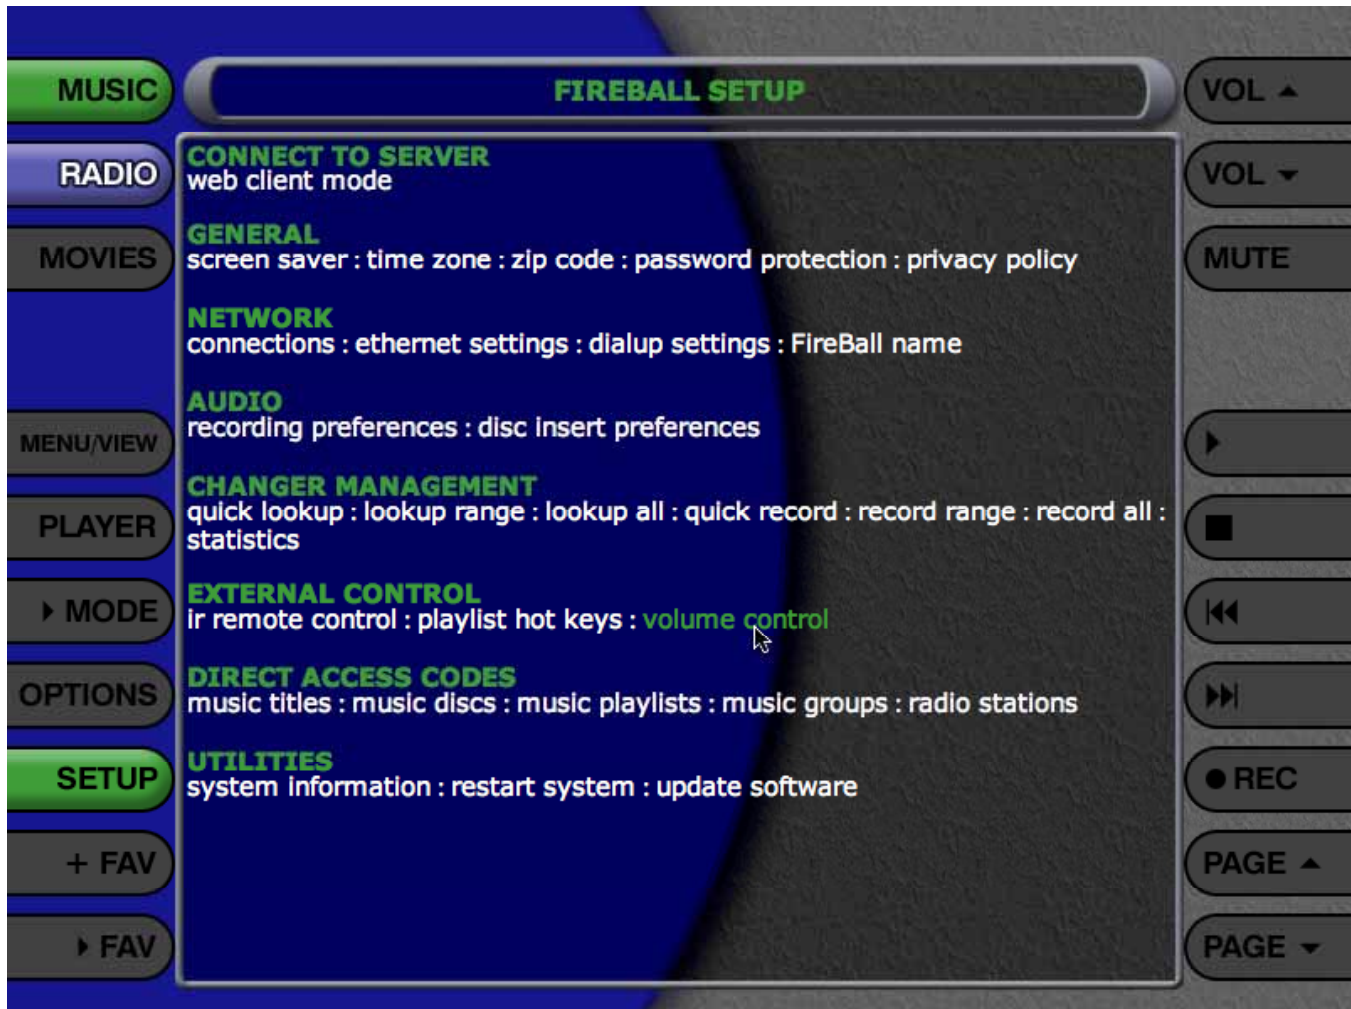 FIREBALL SETUP
MUSIC
RADIO
MOVIES
MENU/VIEW
PLAYER
MODE
OPTIONS
SETUP
+ FAV
FAV
CONNECT TO SERVER
web client mode
GENERAL
screen saver : time zone : zip code : password protection : privacy policy
NETWORK
connections : ethernet settings : dialup settings : FireBall name
AUDIO
recording preferences : disc insert preferences
CHANGER MANAGEMENT
quick lookup : lookup range : lookup all : quick record : record range : record all :
statistics
EXTERNAL CONTROL
ir remote control : playlist hot keys : volume control
DIRECT ACCESS CODES
music titles : music discs : music playlists : music groups : radio stations
UTILITIES
system information : restart system : update software
VOL
VOL
MUTE
REC
PAGE
PAGE